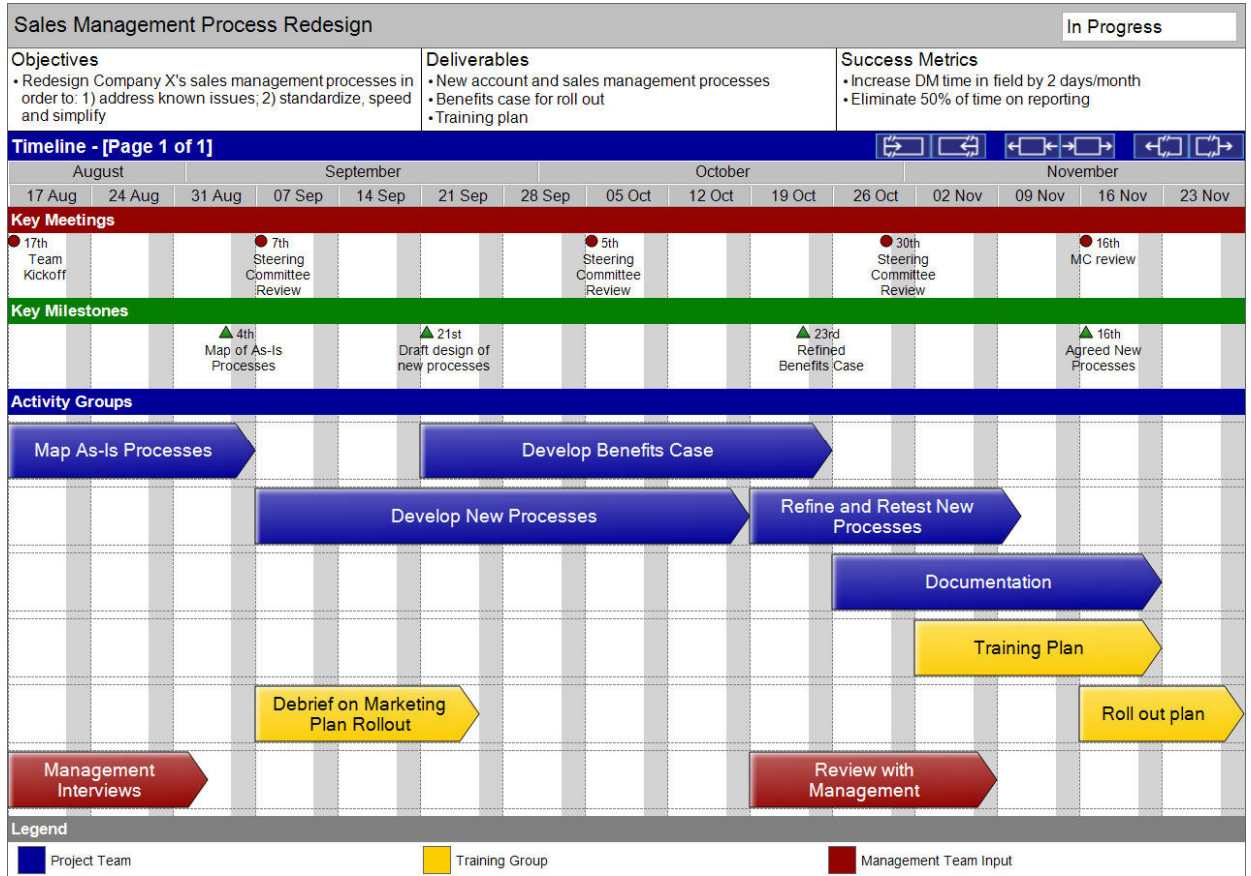 Sales Management Process Redesign
In Progress
Objectives
• Redesign Company X's sales management processes in
order to: 1) address known issues; 2) standardize, speed
and simplify
Deliverables
• New account and sales management processes
• Benefits case for roll out
• Training plan
Success Metrics
• Increase DM time in field by 2 days/month
• Eliminate 50% of time on reporting
Timeline - [Page 1 of 1]
August September October November
17 Aug 24 Aug 31 Aug 07 Sep 14 Sep 21 Sep 28 Sep 05 Oct 12 Oct 19 Oct 26 Oct 02 Nov 09 Nov 16 Nov 23 Nov
Key Meetings
17th
Team
Kickoff
7th
Steering
Committee
Review
5th
Steering
Committee
Review
30th
Steering
Committee
Review
16th
MC review
Key Milestones
4th
Map of As-Is
Processes
21st
Draft design of
new processes
23rd
Refined
Benefits Case
16th
Agreed New
Processes
Activity Groups
Map As-Is Processes
Develop Benefits Case
Develop New Processes
Refine and Retest New
Processes
Documentation
Training Plan
Debrief on Marketing
Plan Rollout
Roll out plan
Management
Interviews
Review with
Management
Legend
Project Team
Training Group
Management Team Input